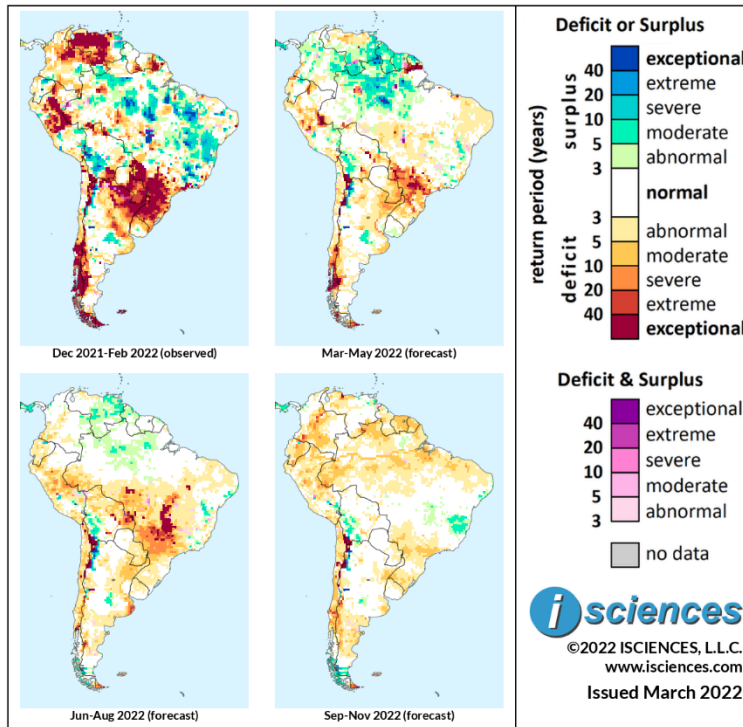 Dec 2021-Feb 2022 (observed)
Mar-May 2022 (forecast)
Jun-Aug 2022 (forecast)
Sep-Nov 2022 (forecast)
Deficit or Surplus
return period (years)
surplus
deficit
40
20
10
5
3
3
5
10
20
40
exceptional
extreme
severe
moderate
abnormal
normal
abnormal
moderate
severe
extreme
exceptional
Deficit & Surplus
40
20
10
5
3
exceptional
extreme
severe
moderate
abnormal
no data
i sciences
©2022 ISCIENCES, L.L.C.
www.isciences.com
Issued March 2022